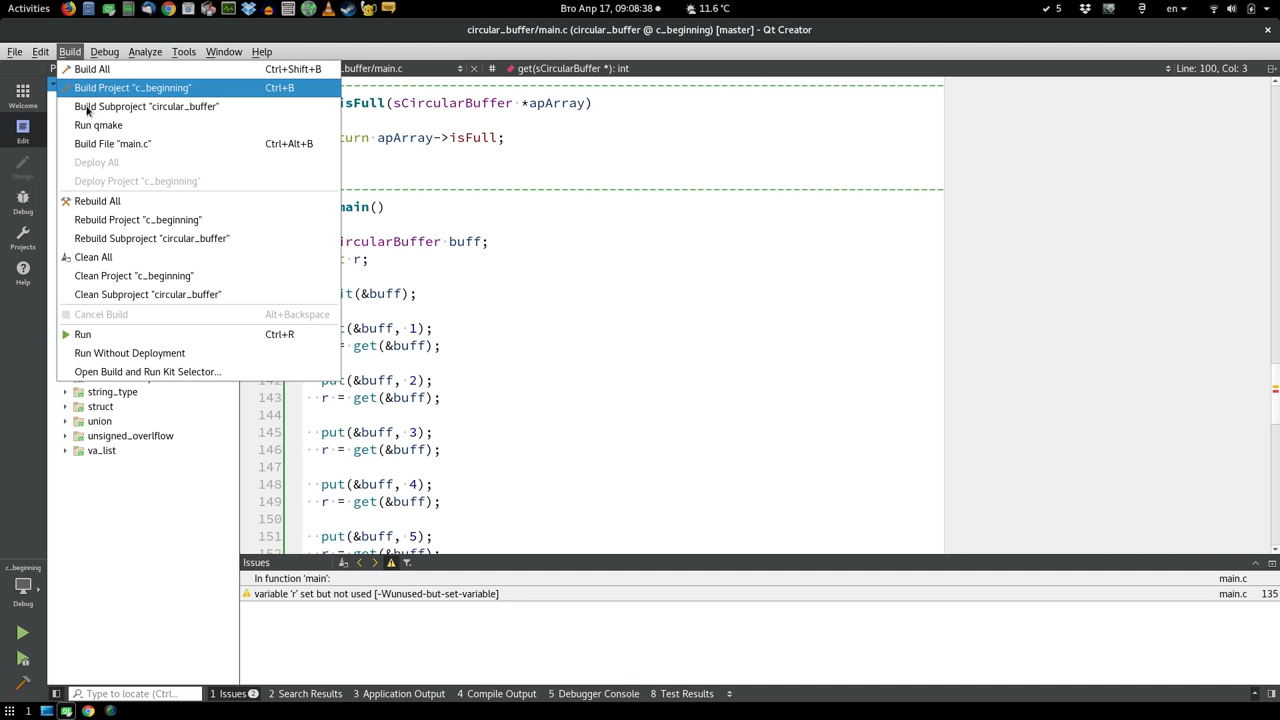 Activities
Вто Апр 17, 09:08:38
11.6 °C
5
en
circular_buffer/main.c (circular_buffer @ c_beginning) [master] - Qt Creator
File Edit Build Debug Analyze Tools Window Help
_buffer/main.c
#
get(sCircularBuffer *): int
Line: 100, Col: 3
Build All Ctrl+Shift+B
Build Project "c_beginning" Ctrl+B
Build Subproject "circular_buffer"
Run qmake
Build File "main.c" Ctrl+Alt+B
Deploy All
Deploy Project "c_beginning"
Rebuild All
Rebuild Project "c_beginning"
Rebuild Subproject "circular_buffer"
Clean All
Clean Project "c_beginning"
Clean Subproject "circular_buffer"
Cancel Build Alt+Backspace
Run Ctrl+R
Run Without Deployment
Open Build and Run Kit Selector...
Welcome
Edit
Design
Debug
Projects
Help
c_beginning
Debug
string_type
struct
union
unsigned_overlflow
va_list
isFull(sCircularBuffer *apArray)
turn apArray->isFull;
main()
ircularBuffer buff;
t r;
it(&buff);
t(&buff, 1);
= get(&buff);
142 put(&buff, 2);
143 r = get(&buff);
144
145 put(&buff, 3);
146 r = get(&buff);
147
148 put(&buff, 4);
149 r = get(&buff);
150
151 put(&buff, 5);
152 r = get(&buff);
Issues
In function 'main': main.c
variable 'r' set but not used [-Wunused-but-set-variable] main.c 135
Type to locate (Ctrl...
1 Issues 2
2 Search Results
3 Application Output
4 Compile Output
5 Debugger Console
8 Test Results
1